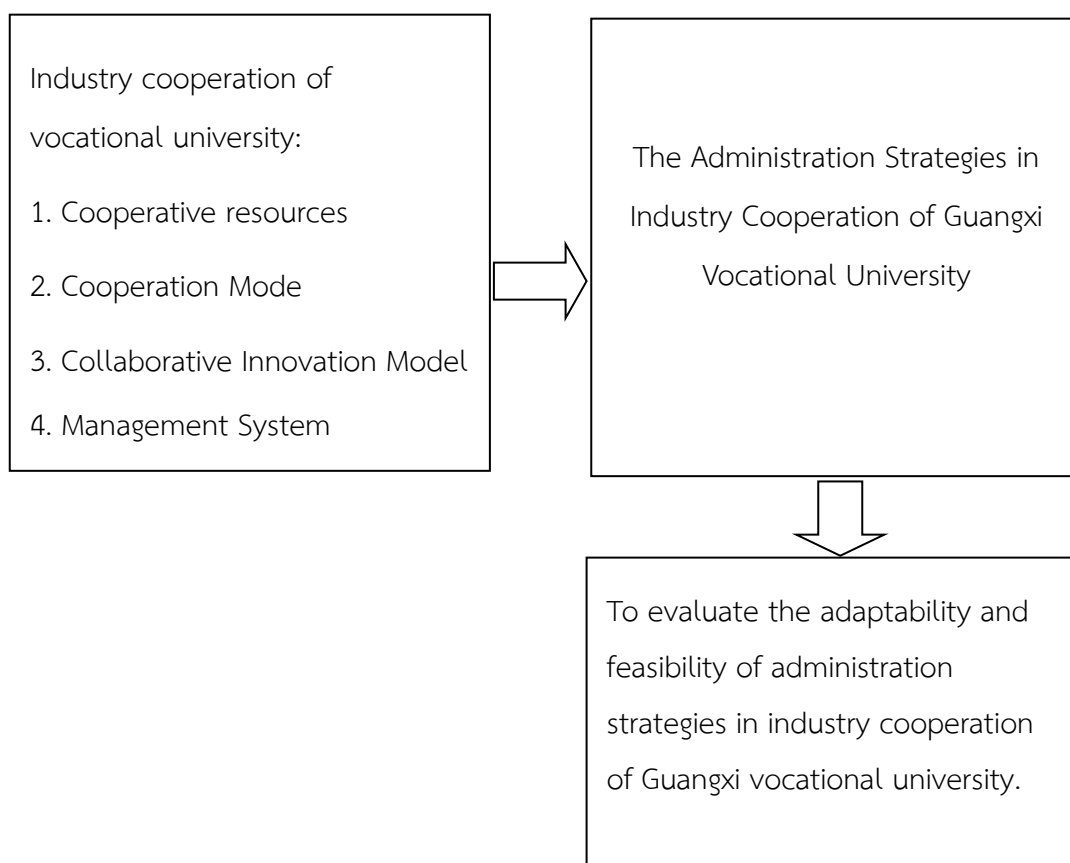 Industry cooperation of
vocational university:
1. Cooperative resources
2. Cooperation Mode
3. Collaborative Innovation Model
4. Management System
The Administration Strategies in
Industry Cooperation of Guangxi
Vocational University
To evaluate the adaptability and
feasibility of administration
strategies in industry cooperation
of Guangxi vocational university.